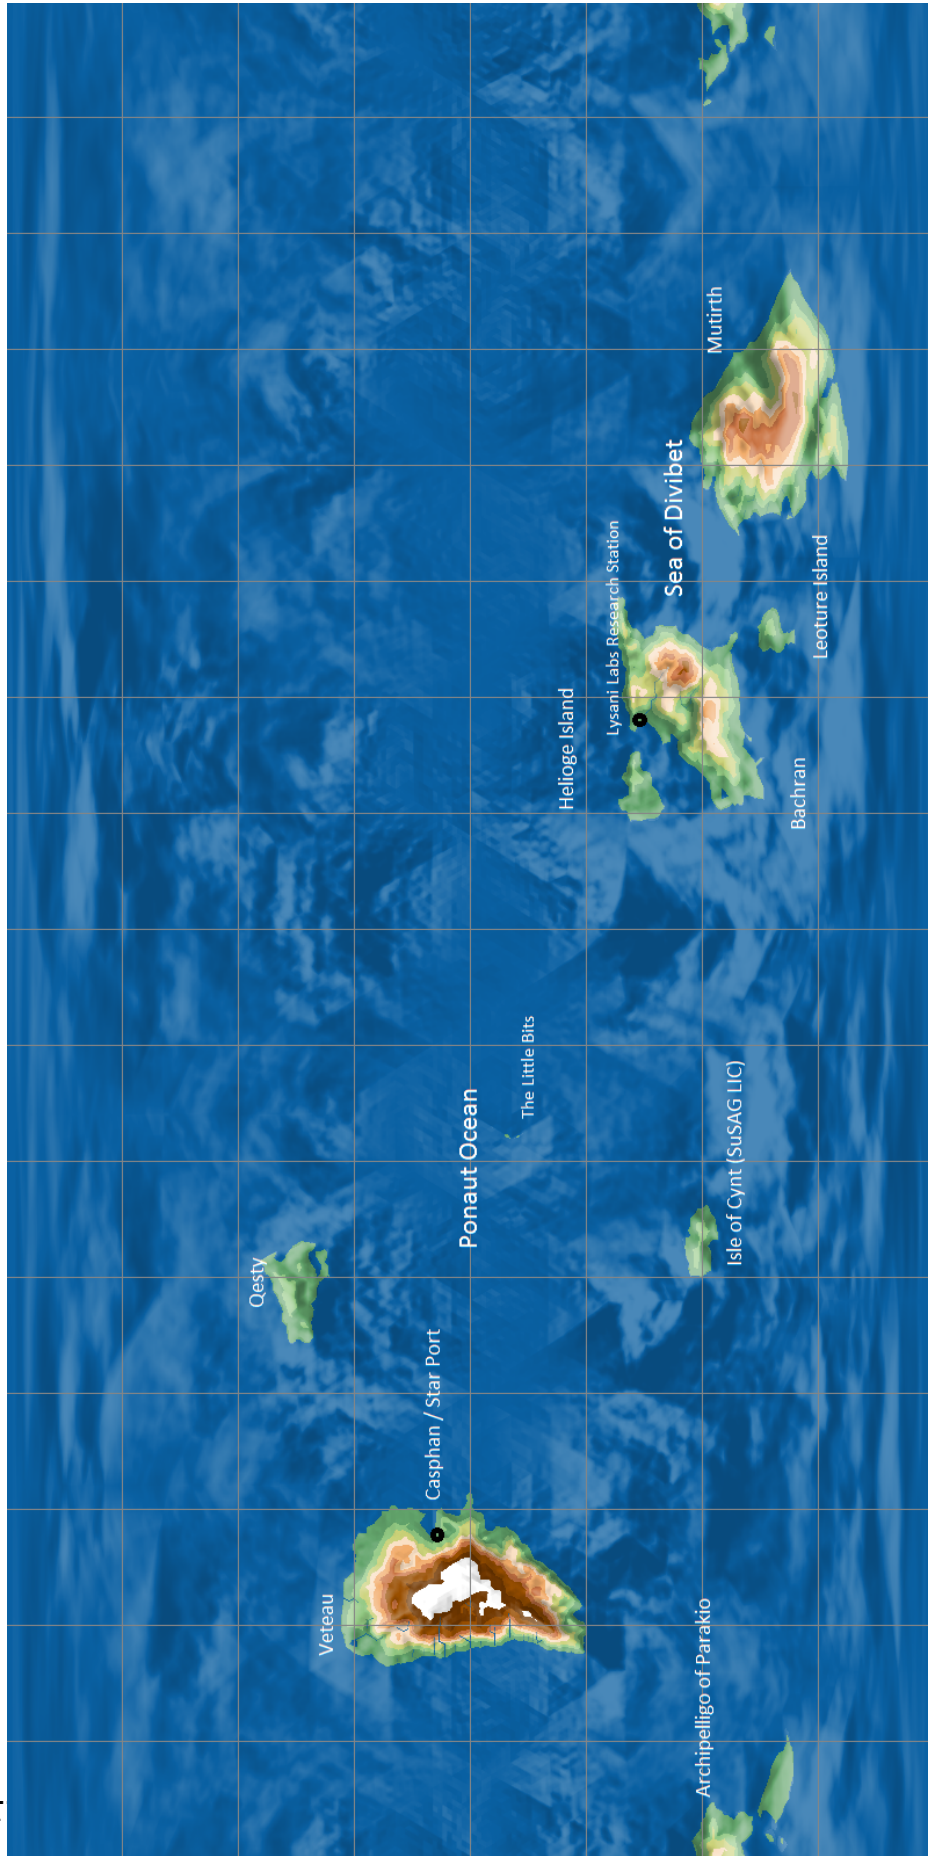 Veteau
Casphan / Star Port
Qesty
Ponaut Ocean
The Little Bits
Archipelligo of Parakio
Isle of Cynt (SuSAG LIC)
Helioge Island
Lysani Labs Research Station
Sea of Divibet
Mutirth
Bachran
Leoture Island